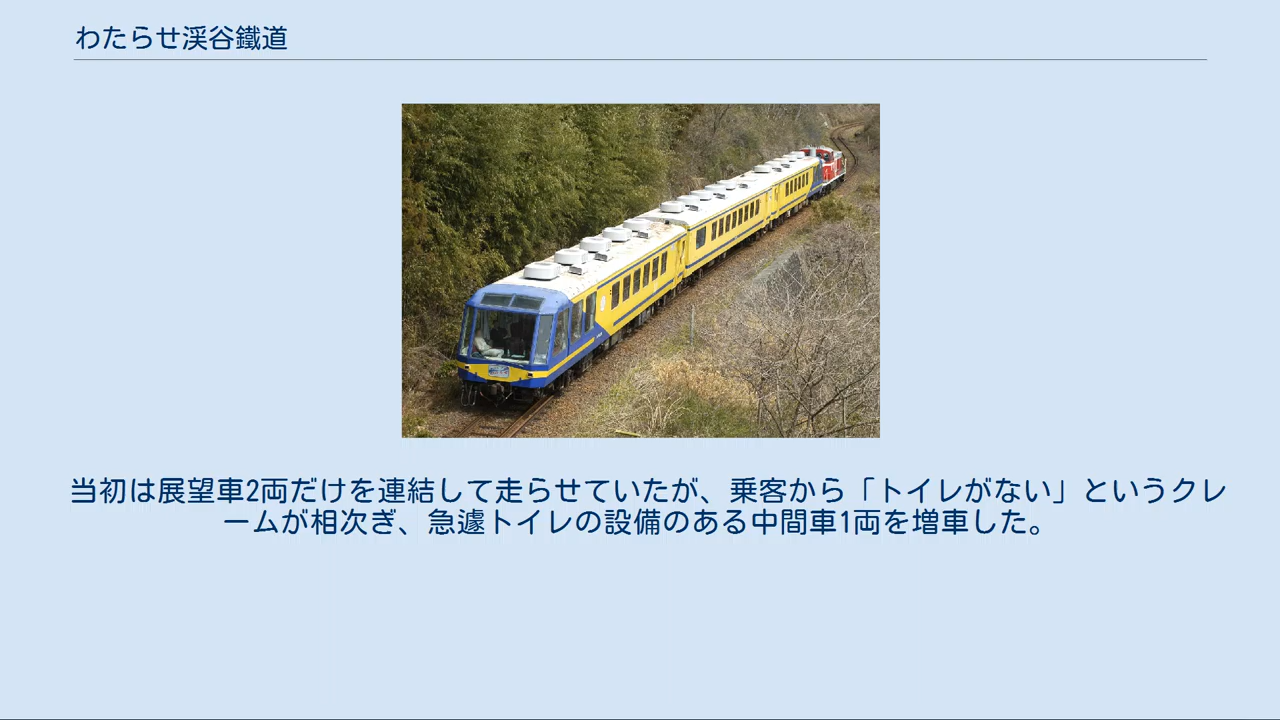 わたらせ渓谷鐵道
当初は展望車2両だけを連結して走らせていたが、乗客から「トイレがない」というクレ
ームが相次ぎ、急遽トイレの設備のある中間車1両を増車した。